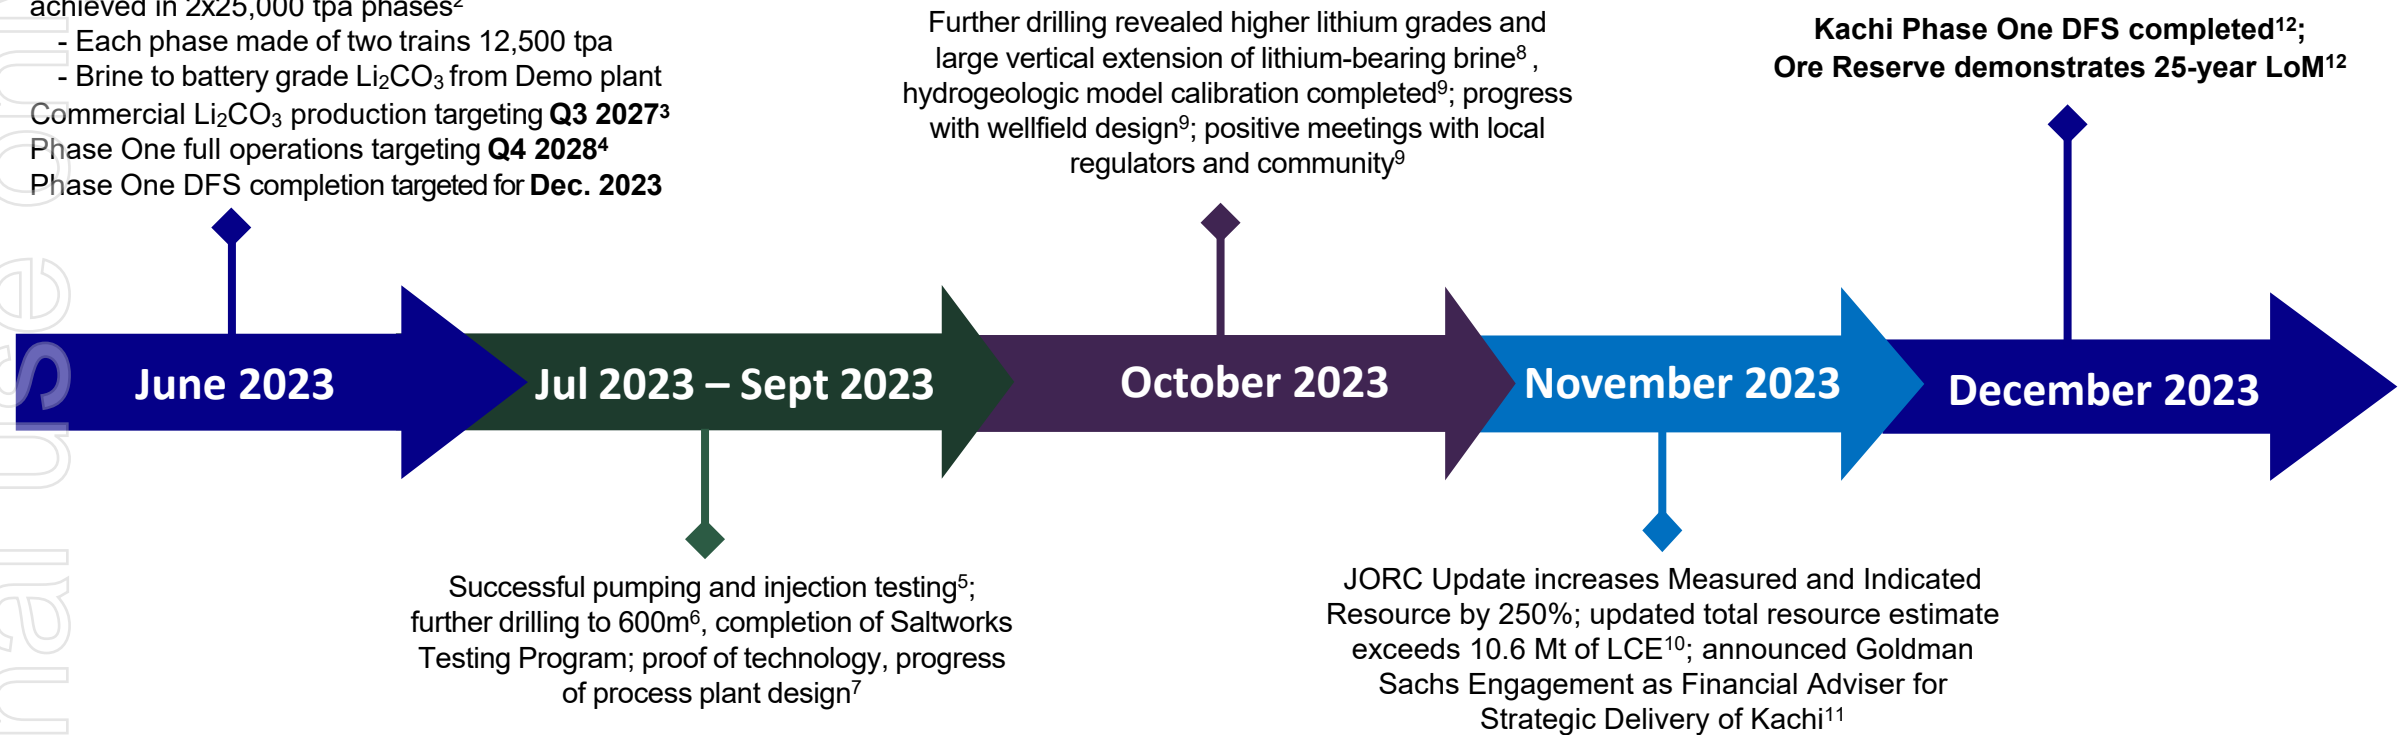 achieved in 2x25,000 tpa phases²
- Each phase made of two trains 12,500 tpa
- Brine to battery grade Li₂CO₃ from Demo plant
Commercial Li₂CO₃ production targeting Q3 2027³
Phase One full operations targeting Q4 2028⁴
Phase One DFS completion targeted for Dec. 2023
Further drilling revealed higher lithium grades and
large vertical extension of lithium-bearing brine⁸ ,
hydrogeologic model calibration completed⁹; progress
with wellfield design⁹; positive meetings with local
regulators and community⁹
Kachi Phase One DFS completed¹²;
Ore Reserve demonstrates 25-year LoM¹²
June 2023
Jul 2023 – Sept 2023
October 2023
November 2023
December 2023
Successful pumping and injection testing⁵;
further drilling to 600m⁶, completion of Saltworks
Testing Program; proof of technology, progress
of process plant design⁷
JORC Update increases Measured and Indicated
Resource by 250%; updated total resource estimate
exceeds 10.6 Mt of LCE¹⁰; announced Goldman
Sachs Engagement as Financial Adviser for
Strategic Delivery of Kachi¹¹
use